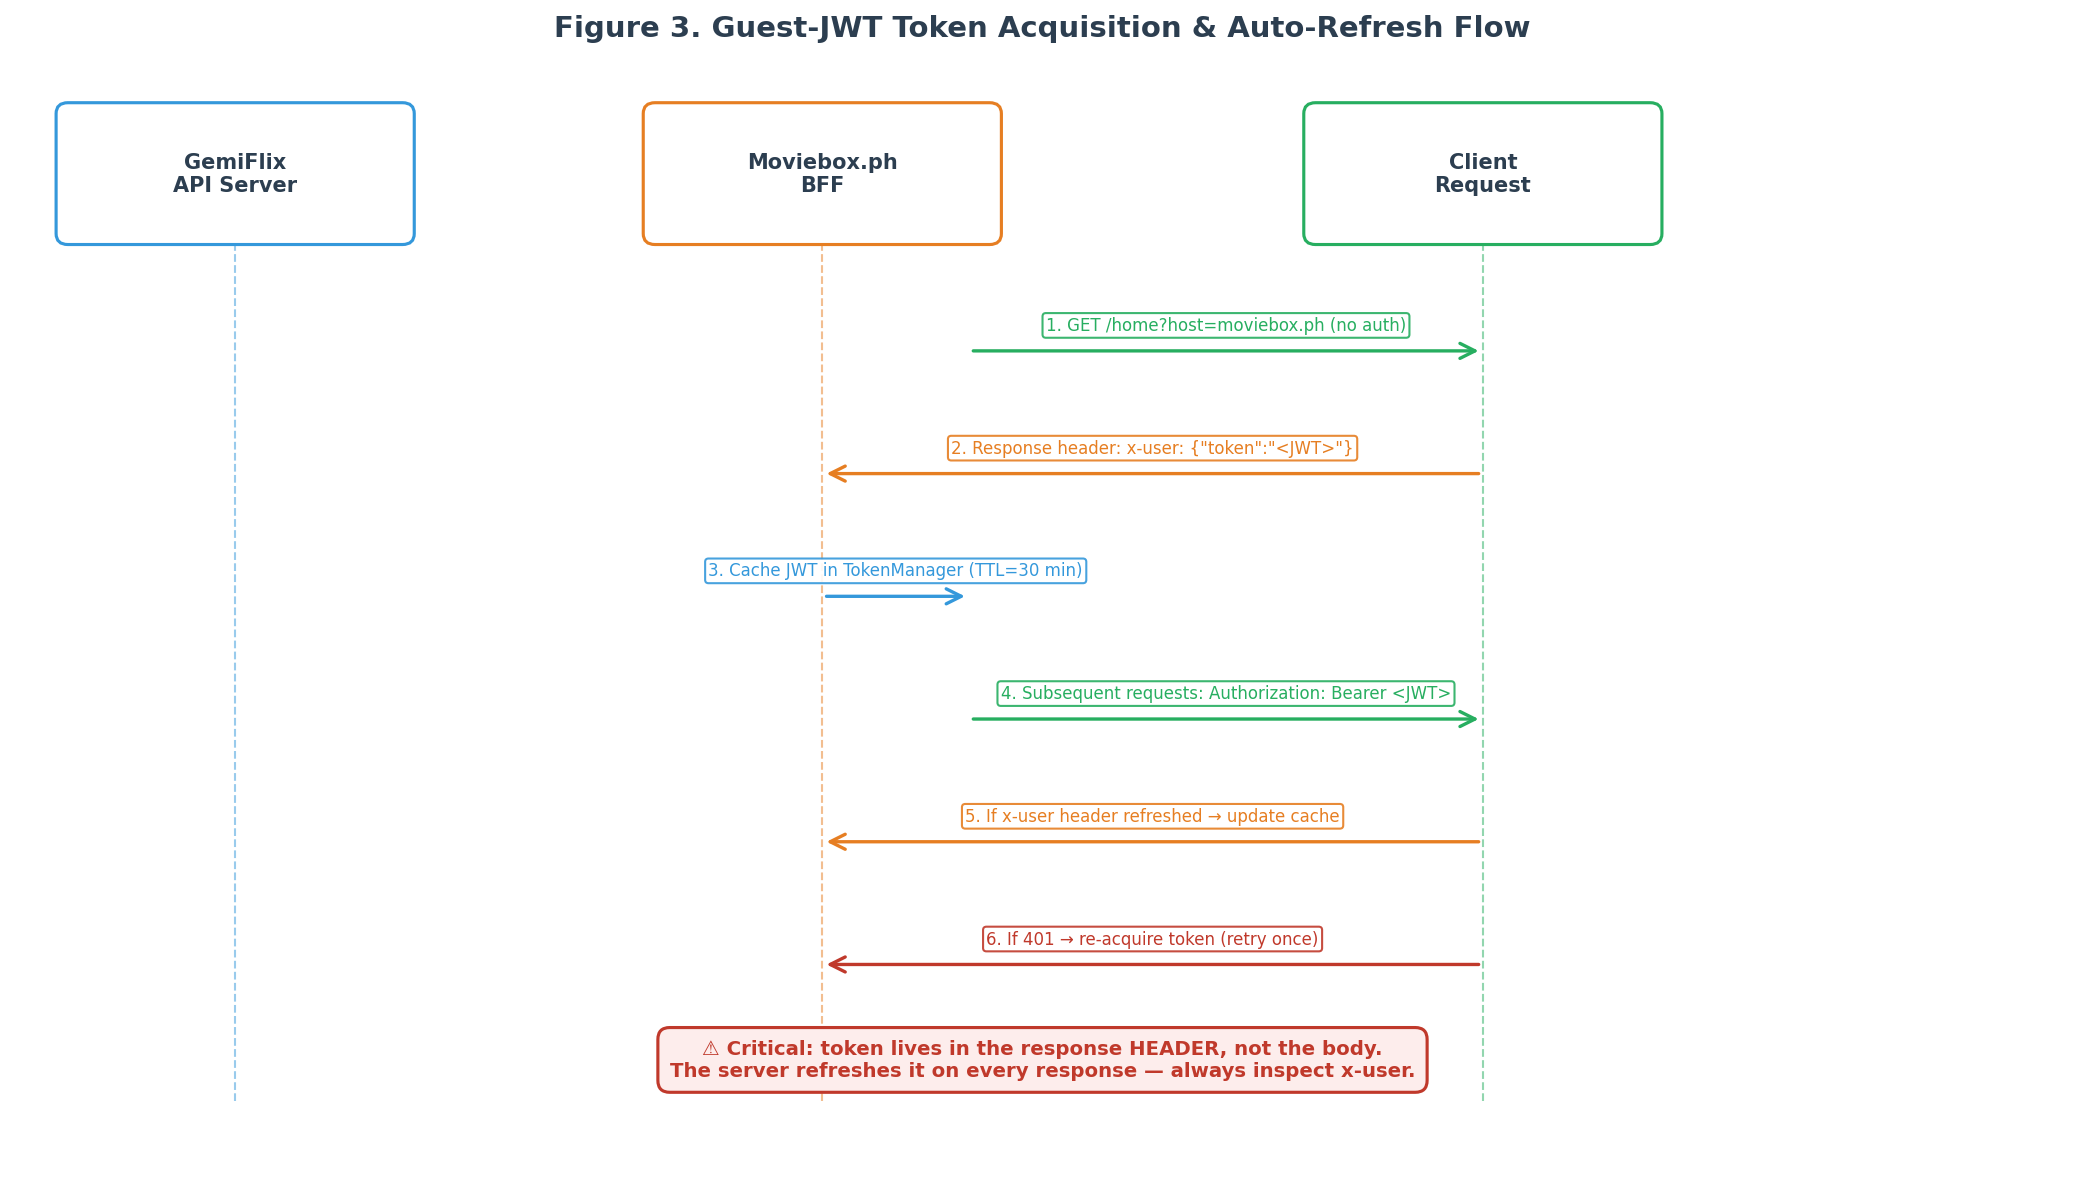 Figure 3. Guest-JWT Token Acquisition & Auto-Refresh Flow
GemiFlix
API Server
Moviebox.ph
BFF
Client
Request
1. GET /home?host=moviebox.ph (no auth)
2. Response header: x-user: {"token":"<JWT>"}
3. Cache JWT in TokenManager (TTL=30 min)
4. Subsequent requests: Authorization: Bearer <JWT>
5. If x-user header refreshed → update cache
6. If 401 → re-acquire token (retry once)
⚠ Critical: token lives in the response HEADER, not the body.
The server refreshes it on every response — always inspect x-user.